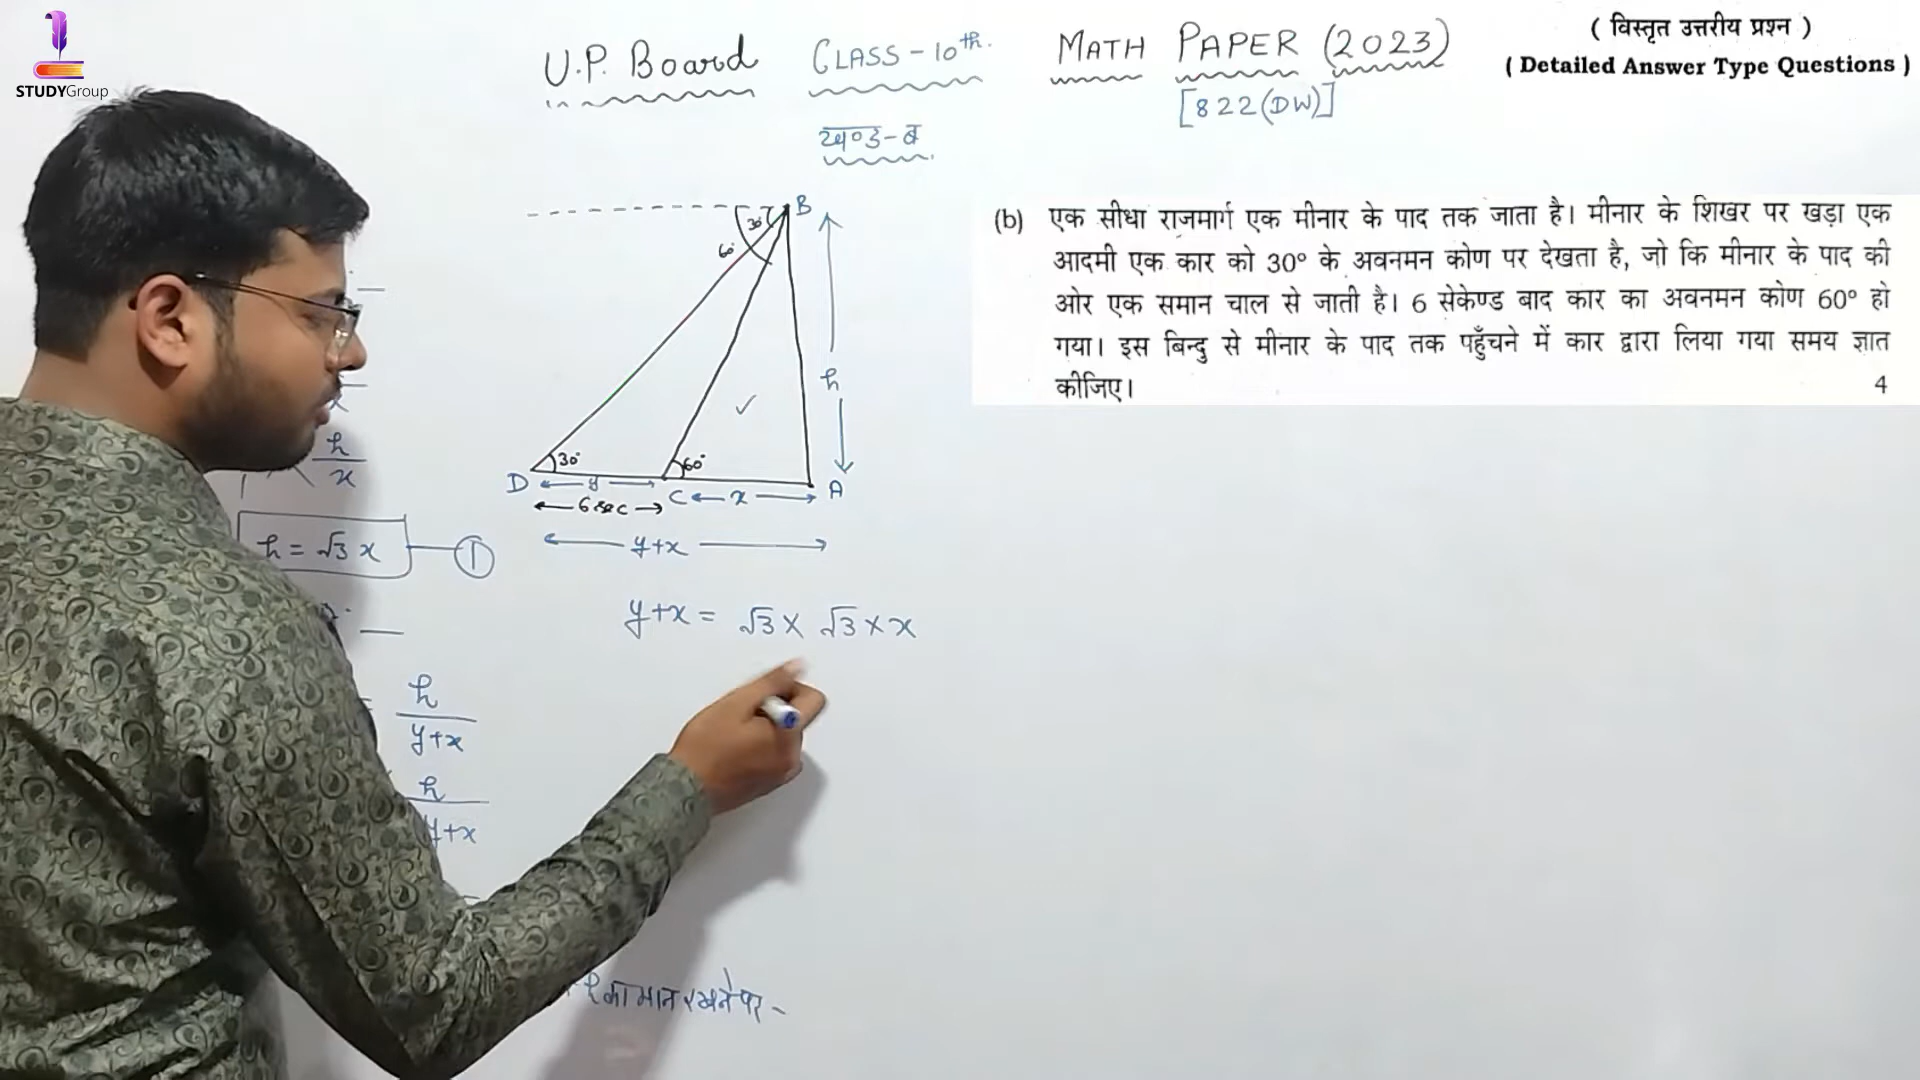 STUDYGroup
U.P. Board CLASS-10th. MATH PAPER (2023)
[822(DW)]
खण्ड-ब
( विस्तृत उत्तरीय प्रश्न )
( Detailed Answer Type Questions )
(b) एक सीधा राजमार्ग एक मीनार के पाद तक जाता है। मीनार के शिखर पर खड़ा एक
आदमी एक कार को 30° के अवनमन कोण पर देखता है, जो कि मीनार के पाद की
ओर एक समान चाल से जाती है। 6 सेकेण्ड बाद कार का अवनमन कोण 60° हो
गया। इस बिन्दु से मीनार के पाद तक पहुँचने में कार द्वारा लिया गया समय ज्ञात
कीजिए। 4
B
30°
60°
h
30° 60°
D y C x A
6 sec
y+x
h
x
h = √3 x ①
y+x = √3 × √3 × x
h
y+x
h
y+x
h का मान रखने पर -